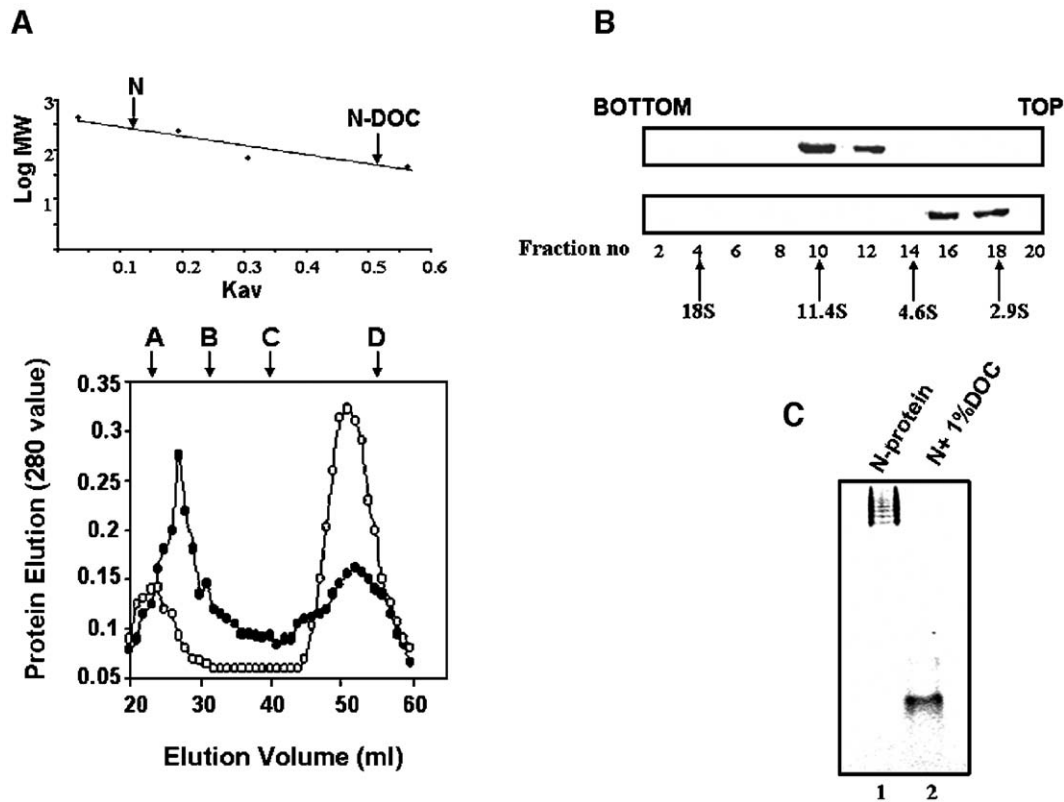 A
N
N-DOC
Log MW
3
2
1
0.1 0.2 0.3 0.4 0.5 0.6
Kav
A B C D
Protein Elution (280 value)
0.35
0.3
0.25
0.2
0.15
0.1
0.05
20 30 40 50 60
Elution Volume (ml)
B
BOTTOM TOP
Fraction no 2 4 6 8 10 12 14 16 18 20
18S 11.4S 4.6S 2.9S
C
N-protein
N+ 1%DOC
1 2